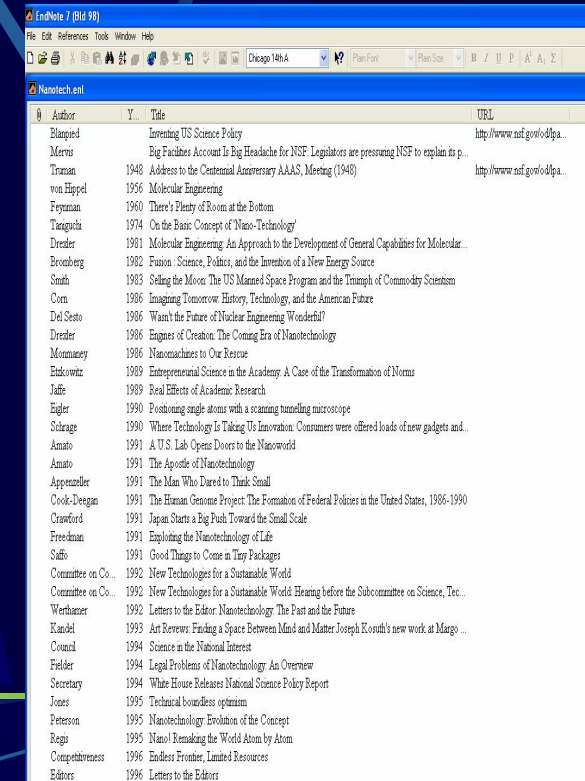 EndNote 7 (Bld 98)
File Edit References Tools Window Help
Chicago 14th A Plain Font Plain Size B I U P A¹ A₁ Σ
Nanotech.enl
Author Y... Title URL
Blanpied Inventing US Science Policy http://www.nsf.gov/od/lpa...
Mervis Big Facilities Account Is Big Headache for NSF: Legislators are pressuring NSF to explain its p...
Truman 1948 Address to the Centennial Anniversary AAAS, Meeting (1948) http://www.nsf.gov/od/lpa...
von Hippel 1956 Molecular Engineering
Feynman 1960 There's Plenty of Room at the Bottom
Taniguchi 1974 On the Basic Concept of 'Nano-Technology'
Drexler 1981 Molecular Engineering: An Approach to the Development of General Capabilities for Molecular...
Bromberg 1982 Fusion : Science, Politics, and the Invention of a New Energy Source
Smith 1983 Selling the Moon: The US Manned Space Program and the Triumph of Commodity Scientism
Corn 1986 Imagining Tomorrow: History, Technology, and the American Future
Del Sesto 1986 Wasn't the Future of Nuclear Engineering Wonderful?
Drexler 1986 Engines of Creation: The Coming Era of Nanotechnology
Monmaney 1986 Nanomachines to Our Rescue
Etzkowitz 1989 Entrepreneurial Science in the Academy: A Case of the Transformation of Norms
Jaffe 1989 Real Effects of Academic Research
Eigler 1990 Positioning single atoms with a scanning tunnelling microscope
Schrage 1990 Where Technology Is Taking Us Innovation: Consumers were offered loads of new gadgets and...
Amato 1991 A U.S. Lab Opens Doors to the Nanoworld
Amato 1991 The Apostle of Nanotechnology
Appenzeller 1991 The Man Who Dared to Think Small
Cook-Deegan 1991 The Human Genome Project: The Formation of Federal Policies in the United States, 1986-1990
Crawford 1991 Japan Starts a Big Push Toward the Small Scale
Freedman 1991 Exploiting the Nanotechnology of Life
Saffo 1991 Good Things to Come in Tiny Packages
Committee on Co... 1992 New Technologies for a Sustainable World
Committee on Co... 1992 New Technologies for a Sustainable World: Hearing before the Subcommittee on Science, Tec...
Werthamer 1992 Letters to the Editor: Nanotechnology: The Past and the Future
Kandel 1993 Art Revews: Finding a Space Between Mind and Matter Joseph Kosuth's new work at Margo ...
Council 1994 Science in the National Interest
Fielder 1994 Legal Problems of Nanotechnology: An Overview
Secretary 1994 White House Releases National Science Policy Report
Jones 1995 Technical boundless optimism
Peterson 1995 Nanotechnology: Evolution of the Concept
Regis 1995 Nano! Remaking the World Atom by Atom
Competitiveness 1996 Endless Frontier, Limited Resources
Editors 1996 Letters to the Editors